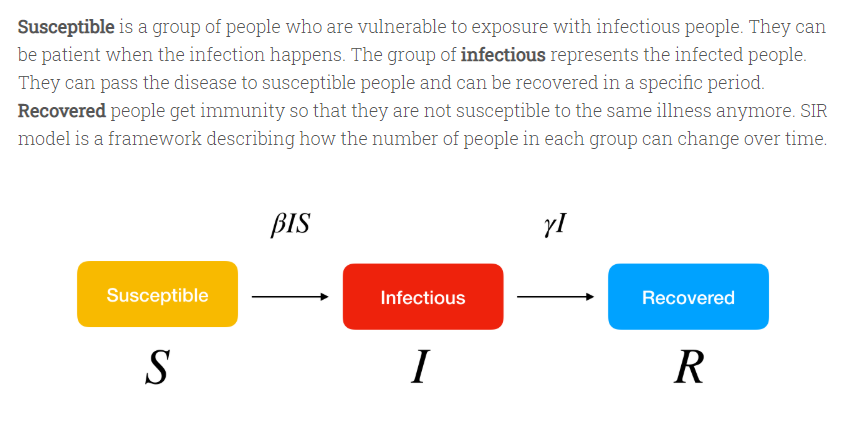 Susceptible is a group of people who are vulnerable to exposure with infectious people. They can
be patient when the infection happens. The group of infectious represents the infected people.
They can pass the disease to susceptible people and can be recovered in a specific period.
Recovered people get immunity so that they are not susceptible to the same illness anymore. SIR
model is a framework describing how the number of people in each group can change over time.
βIS
γI
Susceptible
Infectious
Recovered
S
I
R